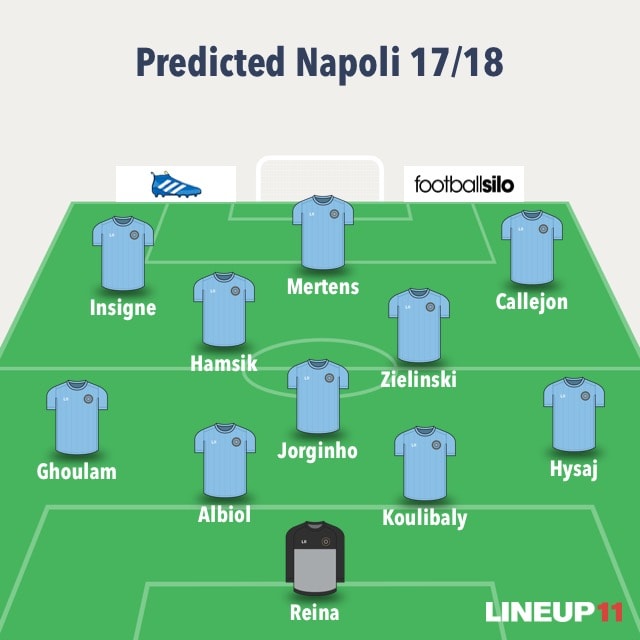 Predicted Napoli 17/18
footballsilo
Insigne
Mertens
Callejon
Hamsik
Zielinski
Ghoulam
Jorginho
Hysaj
Albiol
Koulibaly
Reina
LINEUP11